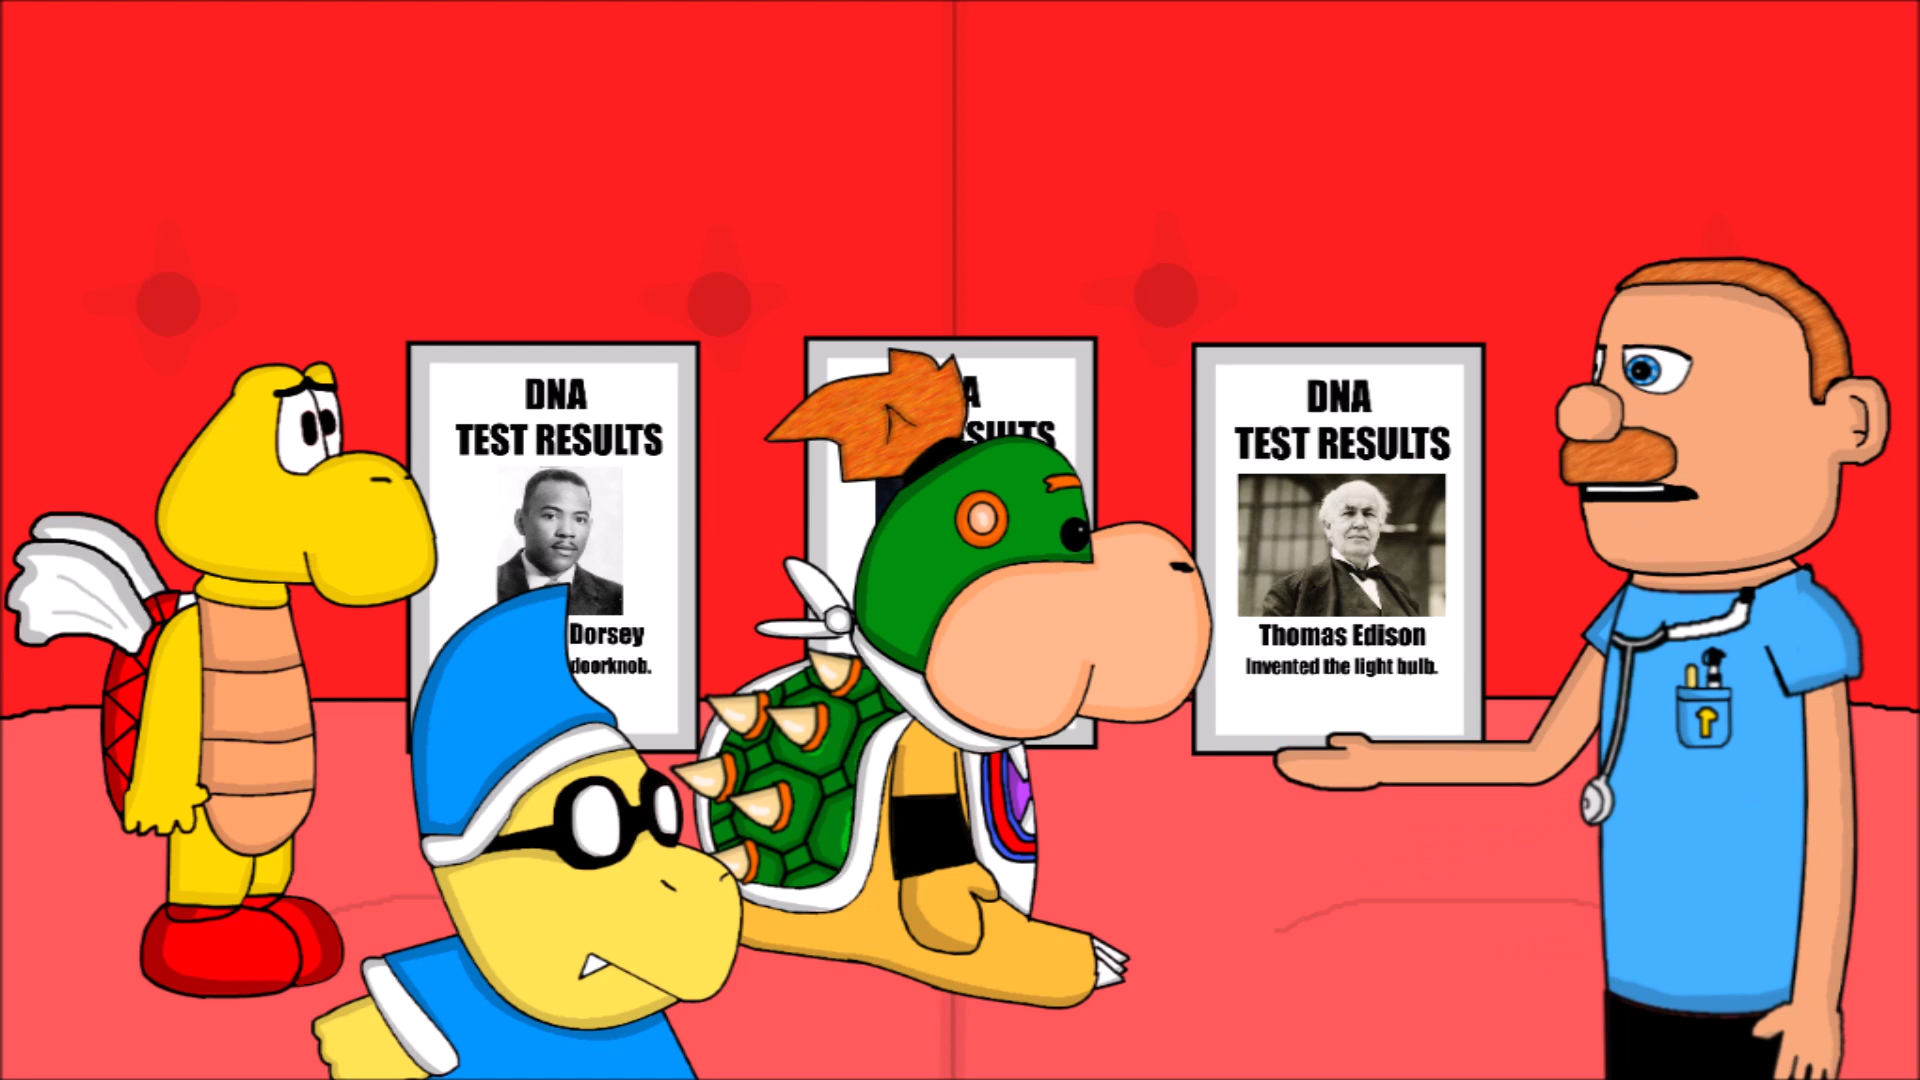 DNA
TEST RESULTS
Dorsey
doorknob.
DNA
TEST RESULTS
Thomas Edison
Invented the light bulb.